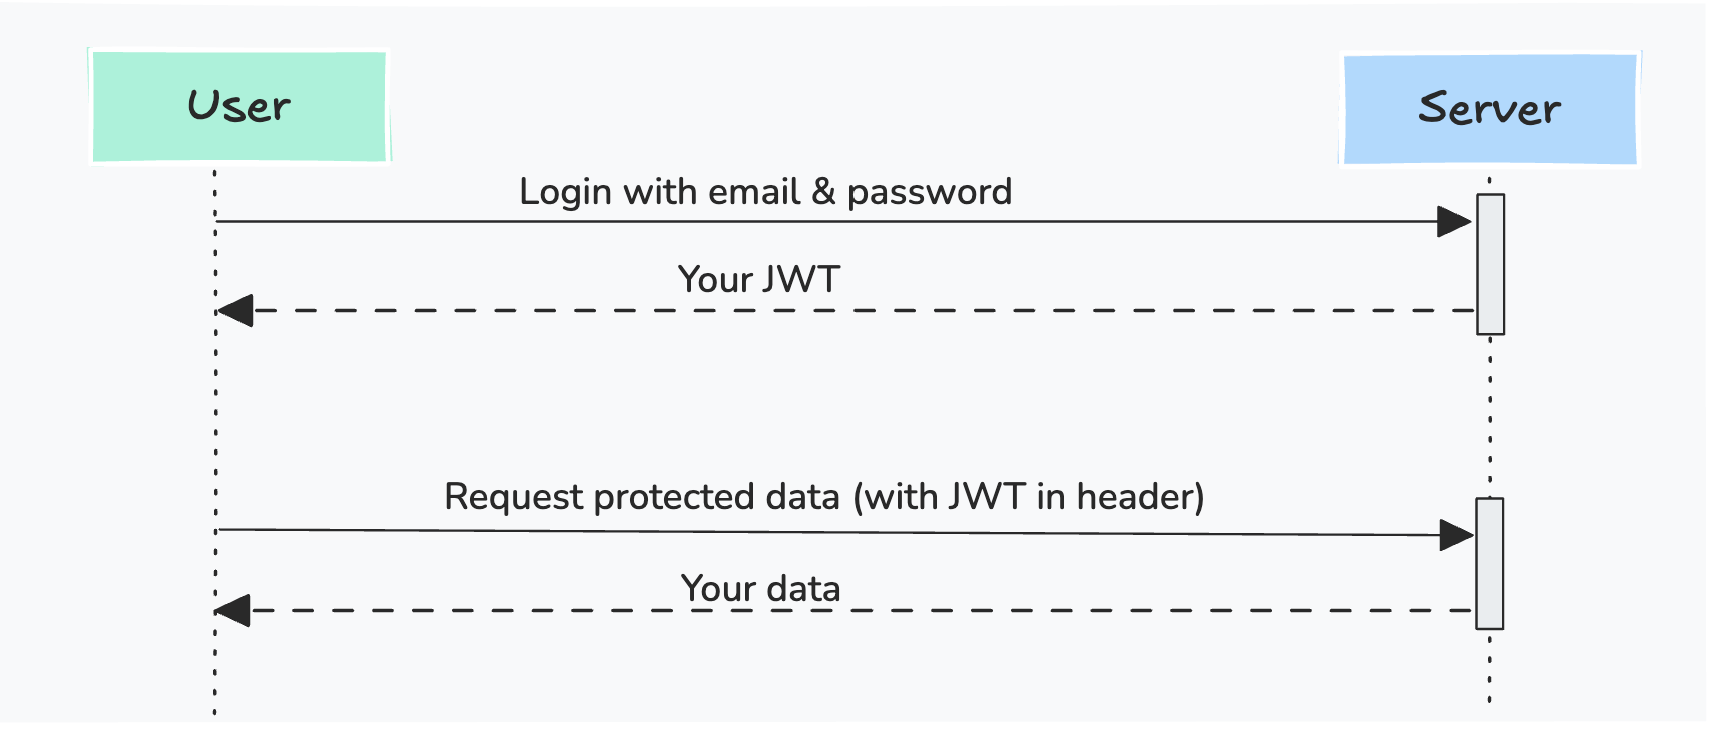 User
Server
Login with email & password
Your JWT
Request protected data (with JWT in header)
Your data